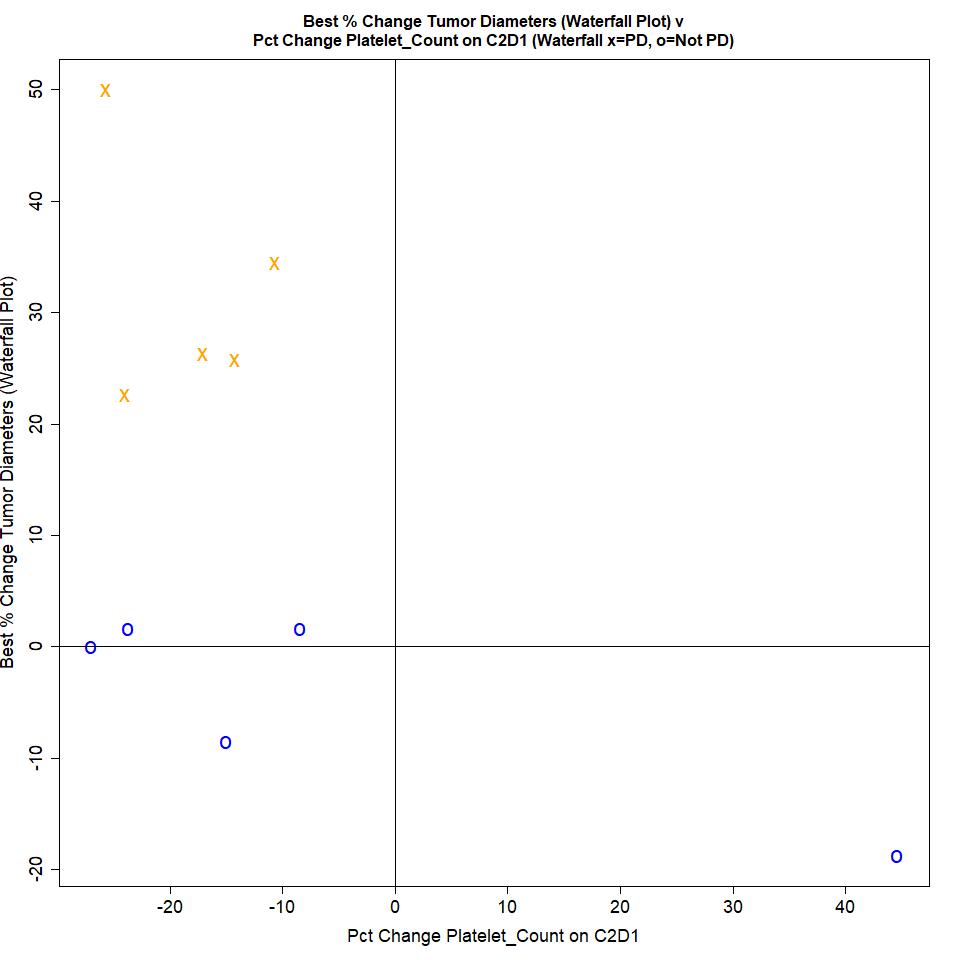 Best % Change Tumor Diameters (Waterfall Plot) v
Pct Change Platelet_Count on C2D1 (Waterfall x=PD, o=Not PD)
Best % Change Tumor Diameters (Waterfall Plot)
50
40
30
20
10
0
-10
-20
X
X
X
X
X
O
O
O
O
O
-20
-10
0
10
20
30
40
Pct Change Platelet_Count on C2D1